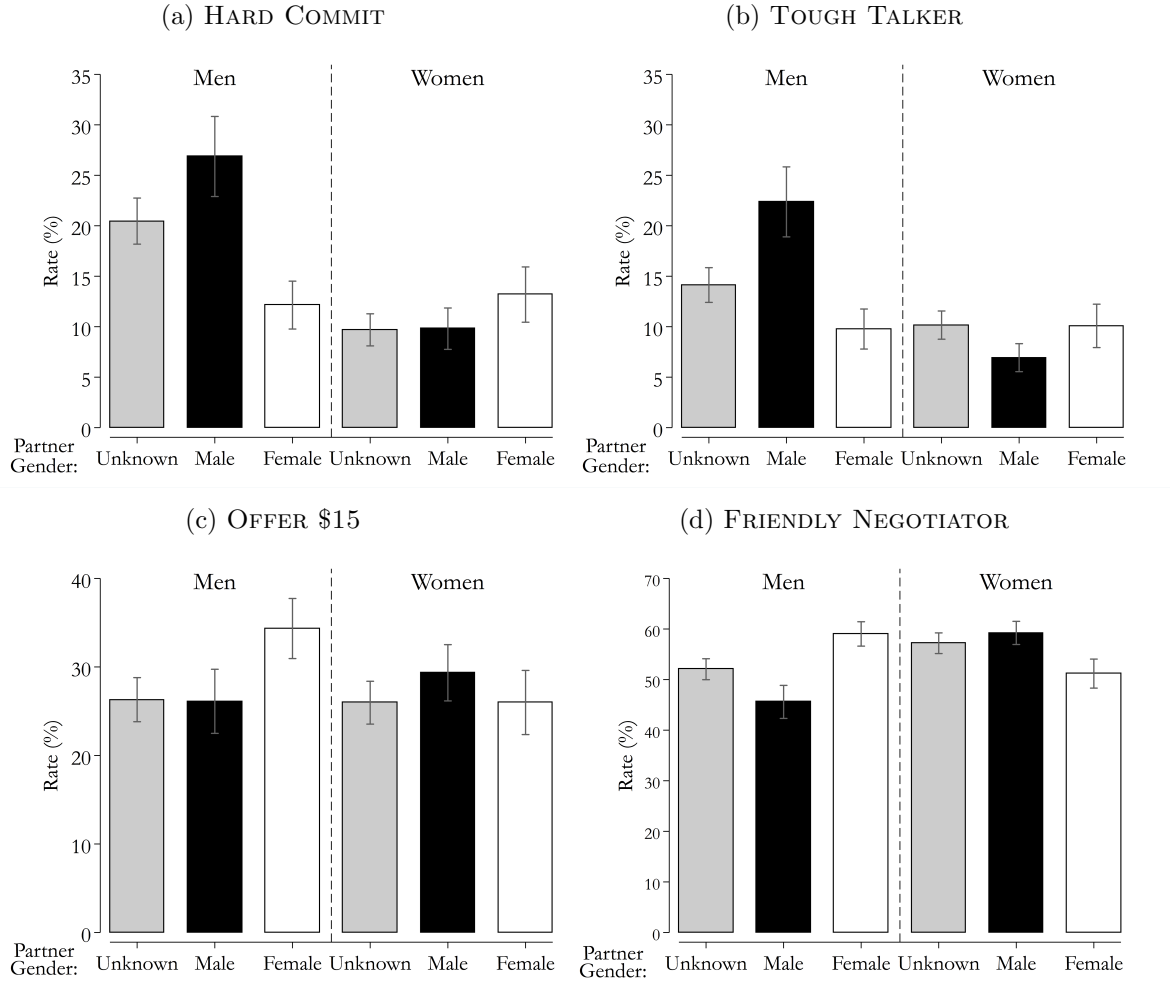 (a) Hard Commit
Men Women
35
30
25
20
15
10
5
0
Rate (%)
Partner
Gender:
Unknown Male Female Unknown Male Female
(b) Tough Talker
Men Women
35
30
25
20
15
10
5
0
Rate (%)
Partner
Gender:
Unknown Male Female Unknown Male Female
(c) Offer $15
Men Women
40
30
20
10
0
Rate (%)
Partner
Gender:
Unknown Male Female Unknown Male Female
(d) Friendly Negotiator
Men Women
70
60
50
40
30
20
10
0
Rate (%)
Partner
Gender:
Unknown Male Female Unknown Male Female